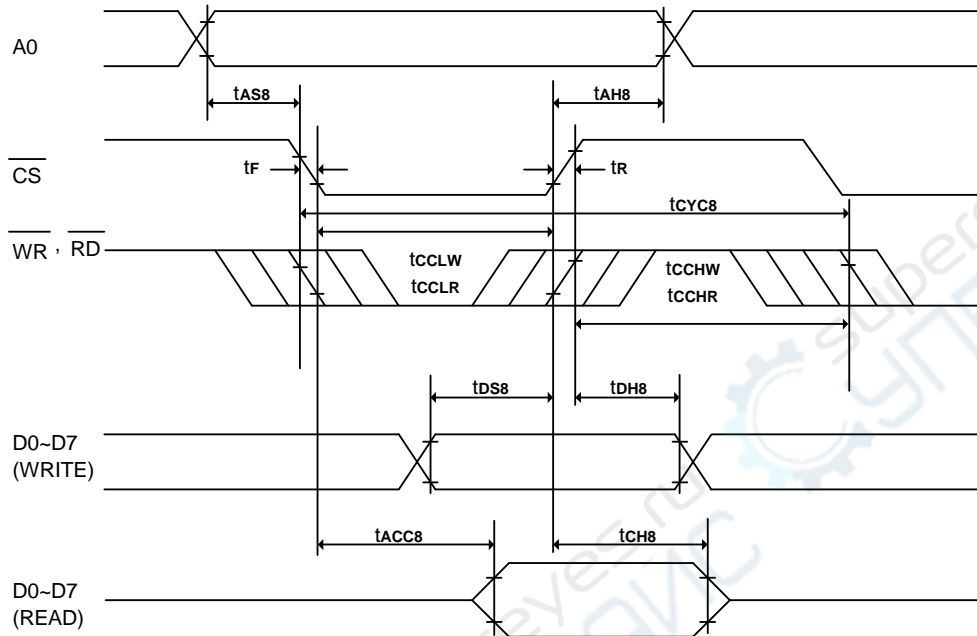 A0
tAS8
tAH8
CS
tF
tR
tCYC8
WR , RD
tCCLW
tCCHW
tCCLR
tCCHR
tDS8
tDH8
D0~D7
(WRITE)
tACC8
tCH8
D0~D7
(READ)